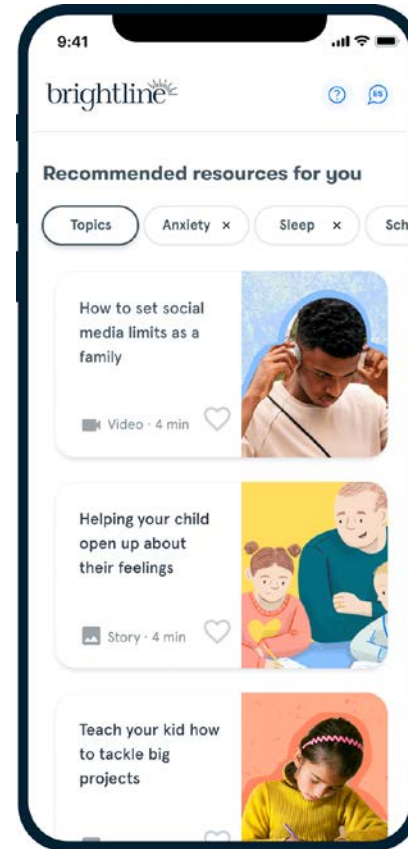 9:41
brightline
? ES
Recommended resources for you
Topics Anxiety × Sleep × Sch
How to set social
media limits as a
family
Video · 4 min
Helping your child
open up about
their feelings
Story · 4 min
Teach your kid how
to tackle big
projects